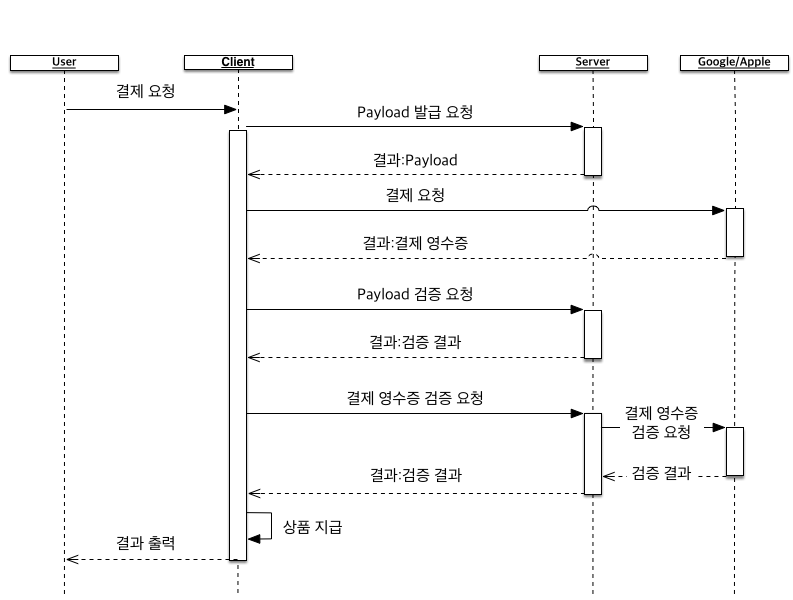 User
Client
Server
Google/Apple
결제 요청
Payload 발급 요청
결과:Payload
결제 요청
결과:결제 영수증
Payload 검증 요청
결과:검증 결과
결제 영수증 검증 요청
결제 영수증
검증 요청
검증 결과
결과:검증 결과
상품 지급
결과 출력